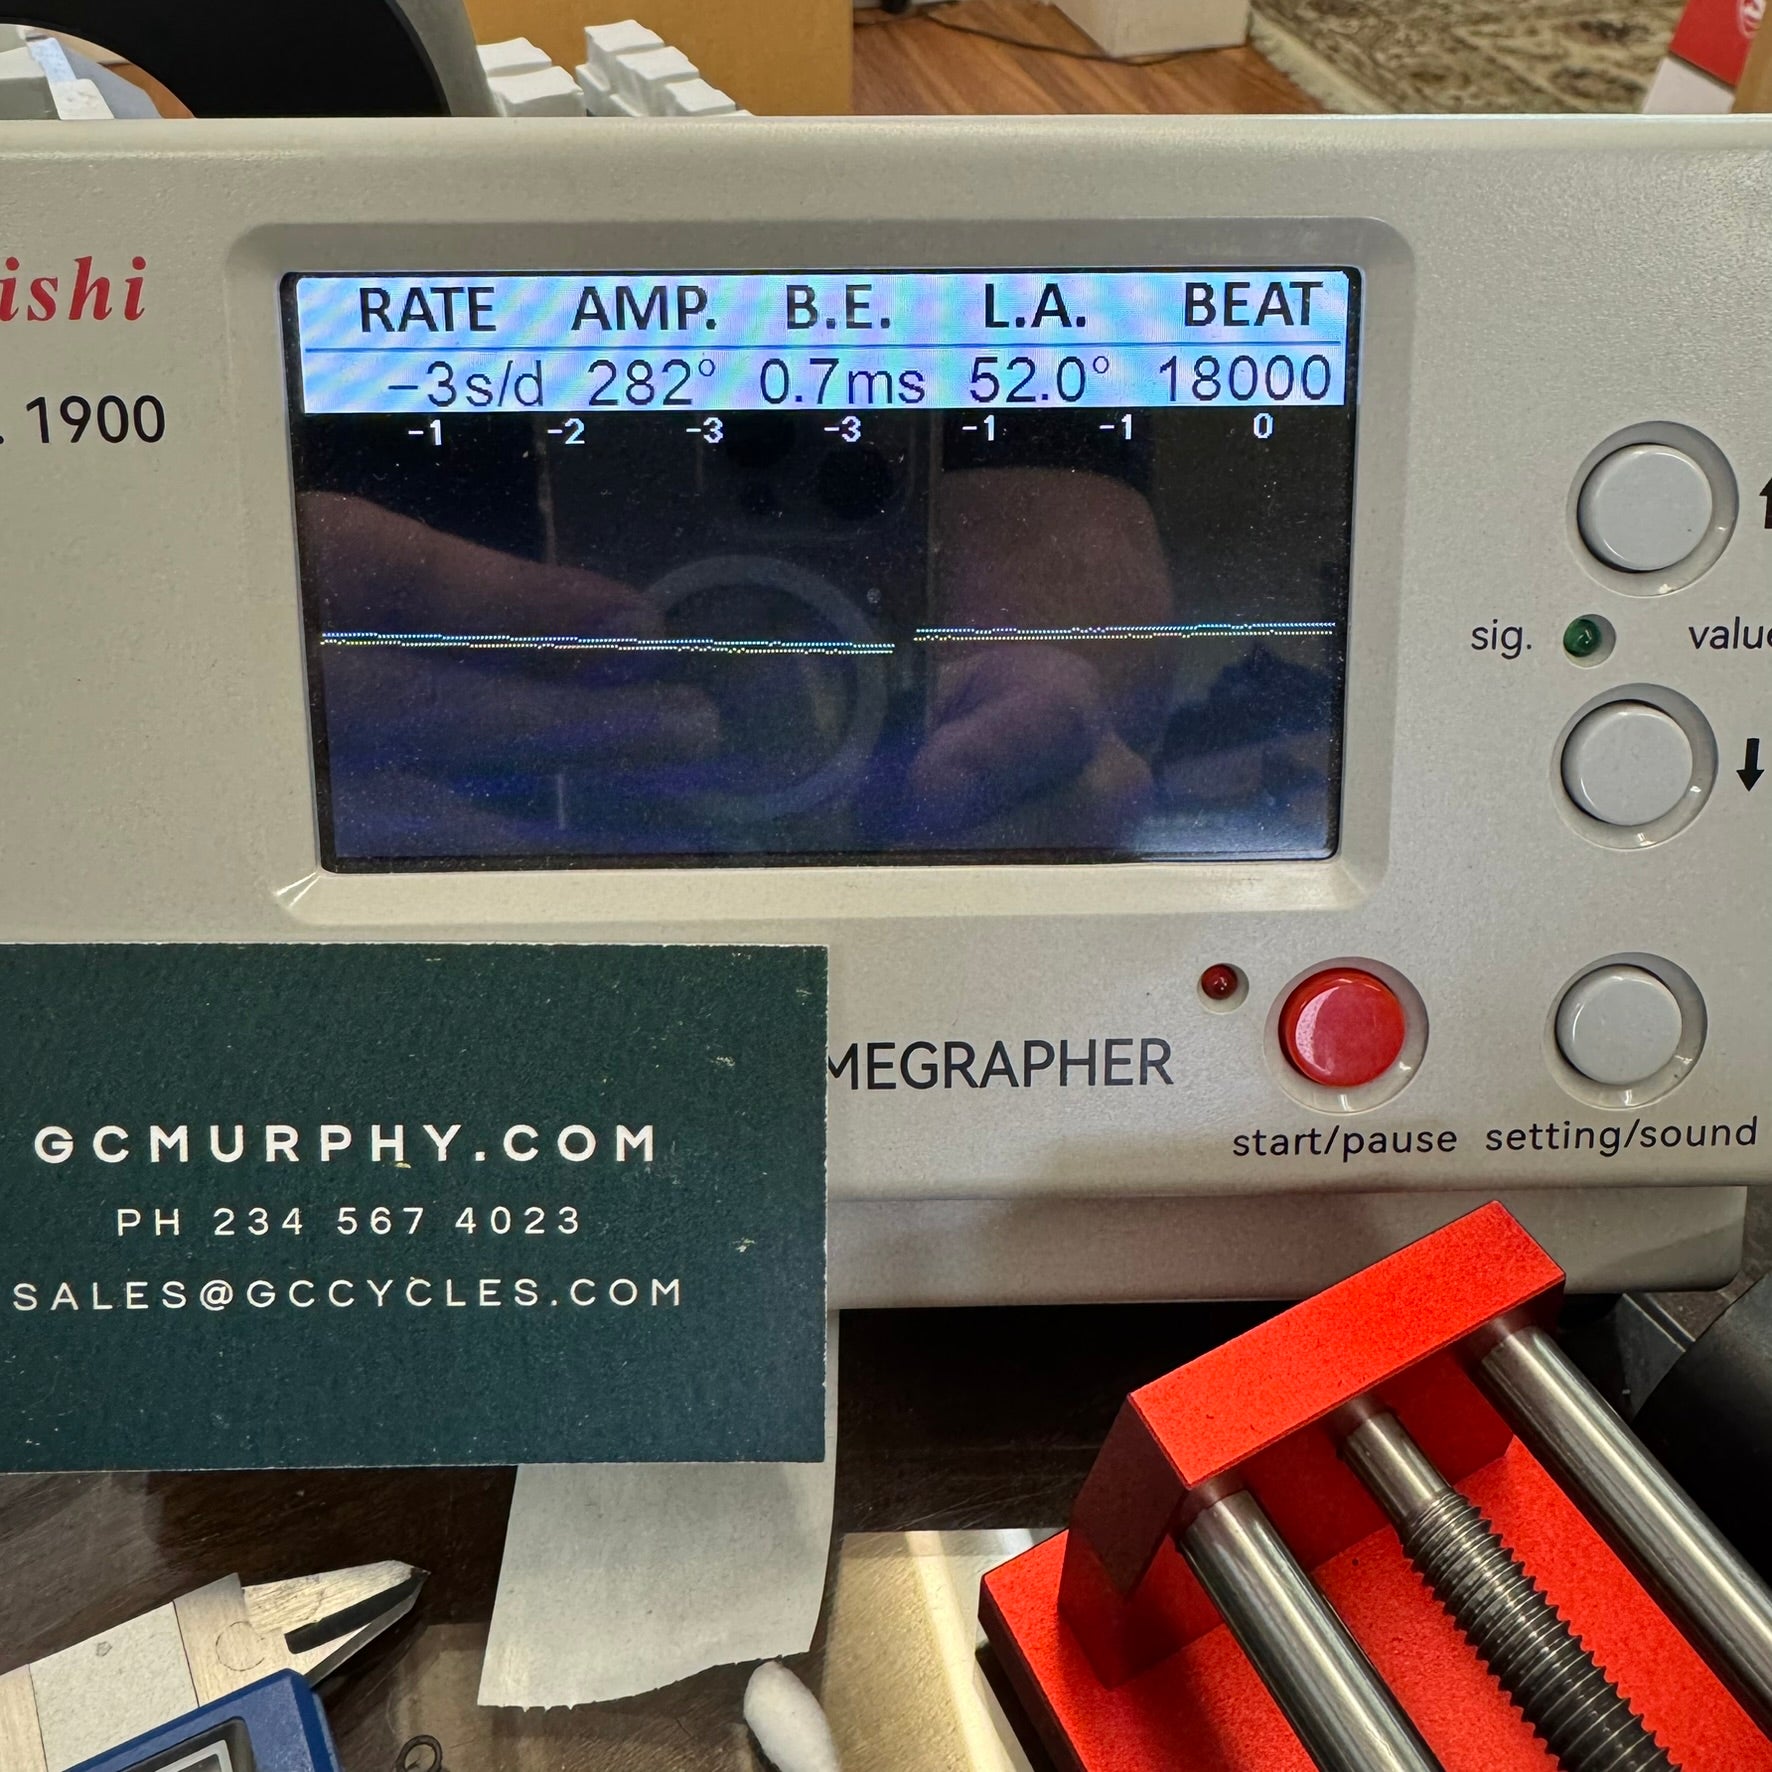 RATE AMP. B.E. L.A. BEAT
-3s/d 282° 0.7ms 52.0° 18000
-1 -2 -3 -3 -1 -1 0
ishi
. 1900
sig.
value
MEGRAPHER
start/pause setting/sound
GCMURPHY.COM
PH 234 567 4023
SALES@GCCYCLES.COM